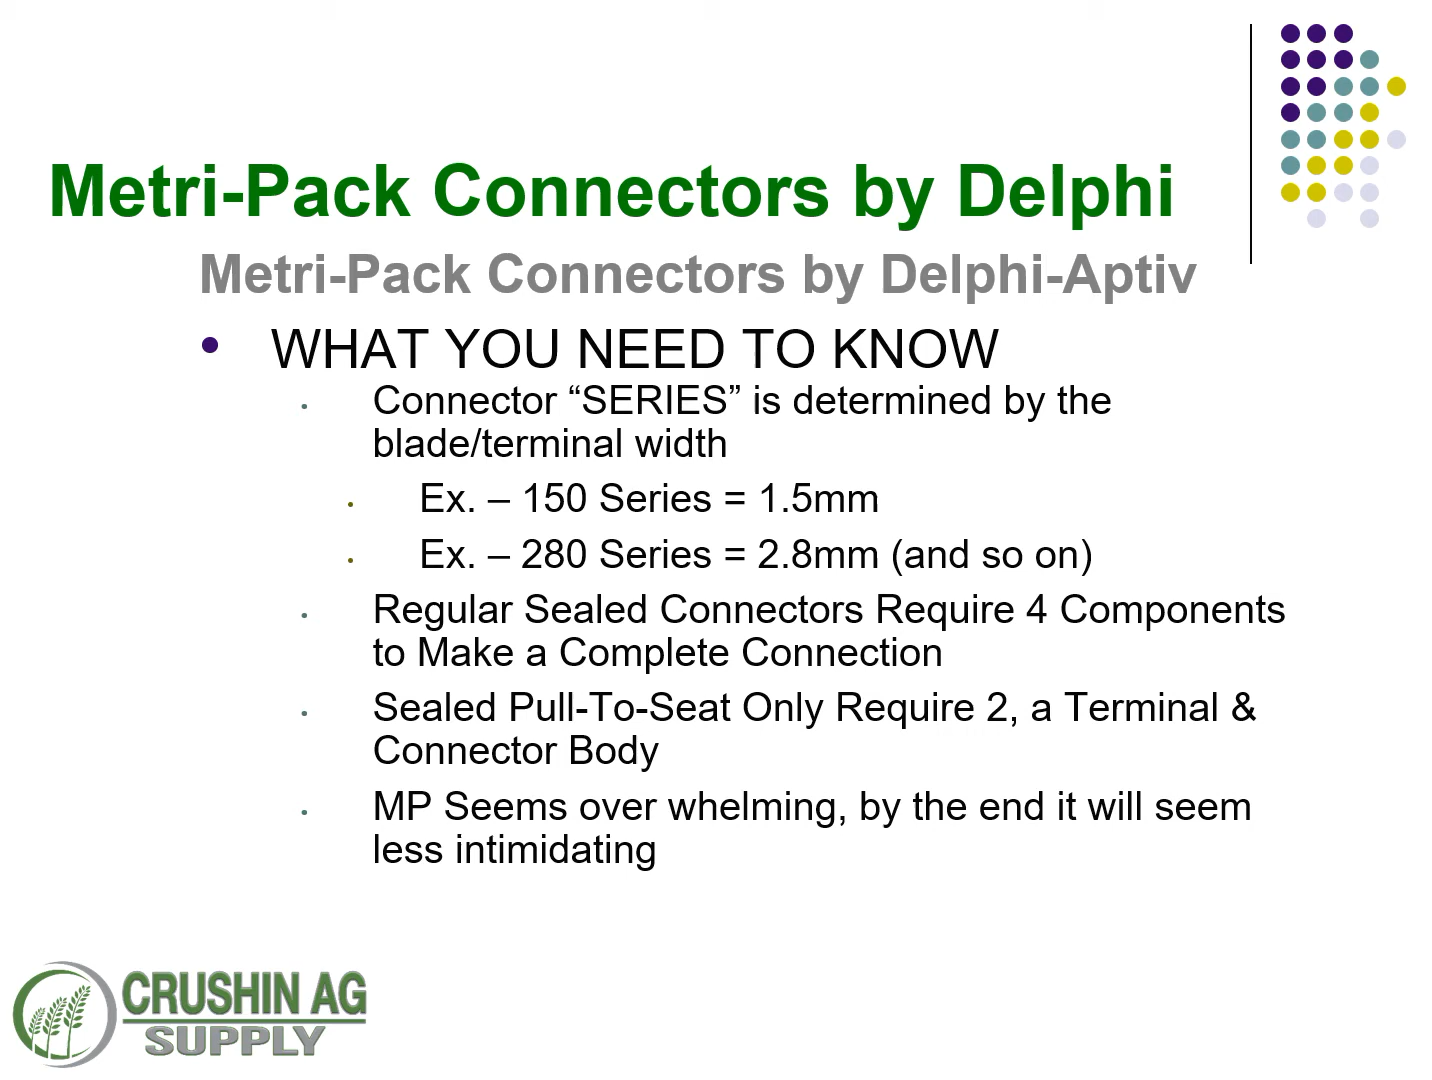 Metri-Pack Connectors by Delphi
Metri-Pack Connectors by Delphi-Aptiv
• WHAT YOU NEED TO KNOW
• Connector “SERIES” is determined by the
blade/terminal width
• Ex. – 150 Series = 1.5mm
• Ex. – 280 Series = 2.8mm (and so on)
• Regular Sealed Connectors Require 4 Components
to Make a Complete Connection
• Sealed Pull-To-Seat Only Require 2, a Terminal &
Connector Body
• MP Seems over whelming, by the end it will seem
less intimidating
CRUSHIN AG
SUPPLY